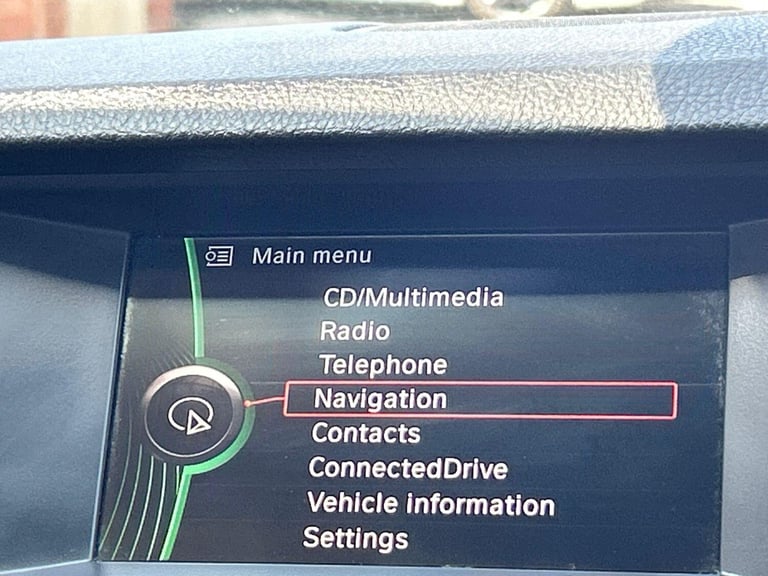 Main menu
CD/Multimedia
Radio
Telephone
Navigation
Contacts
ConnectedDrive
Vehicle information
Settings